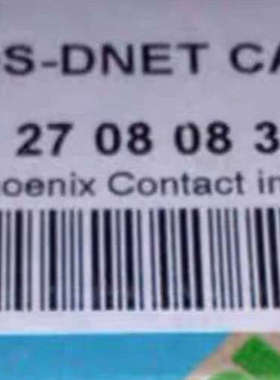 S-DNET CA
27 08 08 3
oenix Contact in